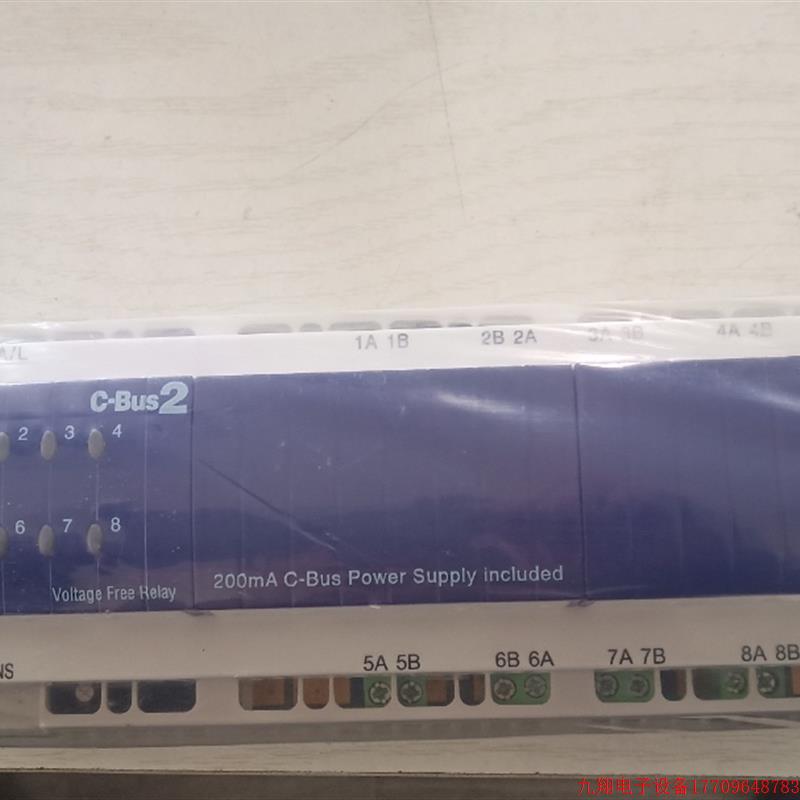 A/L 1A 1B 2B 2A 3A 3B 4A 4B
C-Bus2
2 3 4
6 7 8
Voltage Free Relay
200mA C-Bus Power Supply included
NS 5A 5B 6B 6A 7A 7B 8A 8B
九翔电子设备17709648783